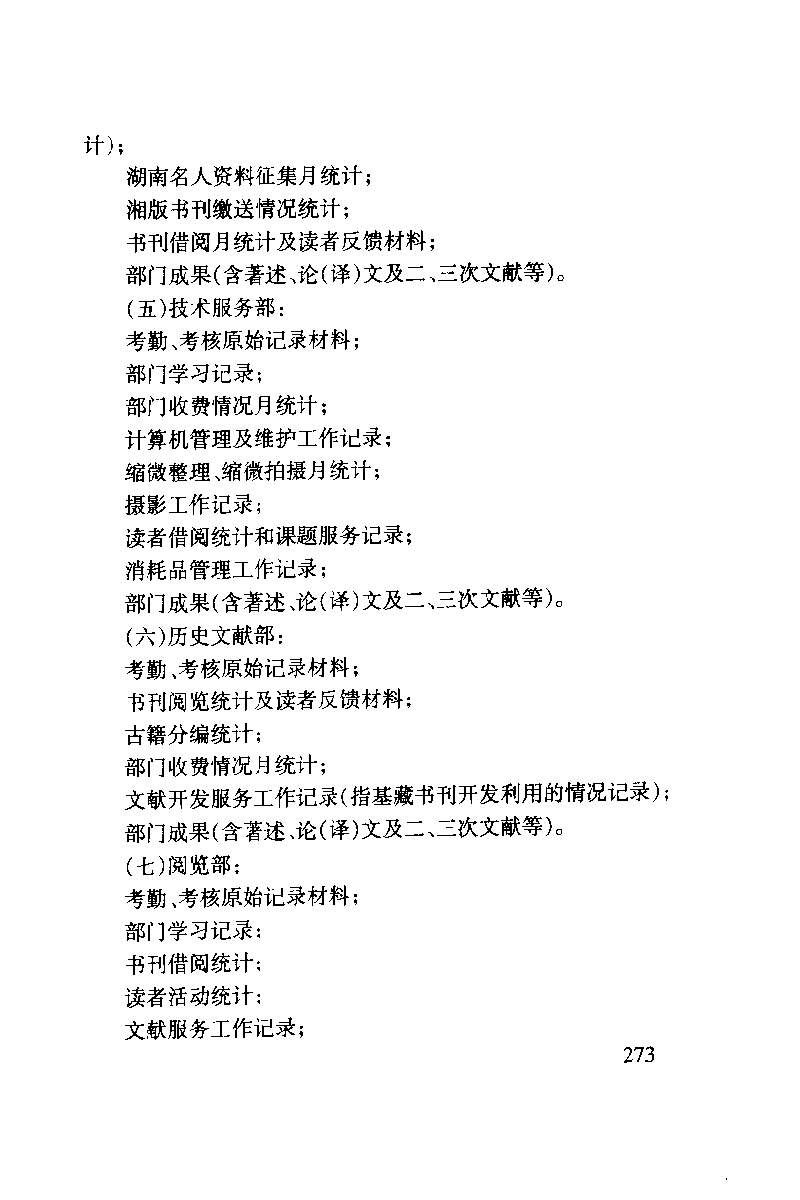 计);
湖南名人资料征集月统计;
湘版书刊缴送情况统计;
书刊借阅月统计及读者反馈材料;
部门成果(含著述、论(译)文及二、三次文献等)。
(五)技术服务部:
考勤、考核原始记录材料;
部门学习记录;
部门收费情况月统计;
计算机管理及维护工作记录;
缩微整理、缩微拍摄月统计;
摄影工作记录;
读者借阅统计和课题服务记录;
消耗品管理工作记录;
部门成果(含著述、论(译)文及二、三次文献等)。
(六)历史文献部:
考勤、考核原始记录材料;
书刊阅览统计及读者反馈材料;
古籍分编统计;
部门收费情况月统计;
文献开发服务工作记录(指基藏书刊开发利用的情况记录);
部门成果(含著述、论(译)文及二、三次文献等)。
(七)阅览部:
考勤、考核原始记录材料;
部门学习记录;
书刊借阅统计;
读者活动统计;
文献服务工作记录;
273